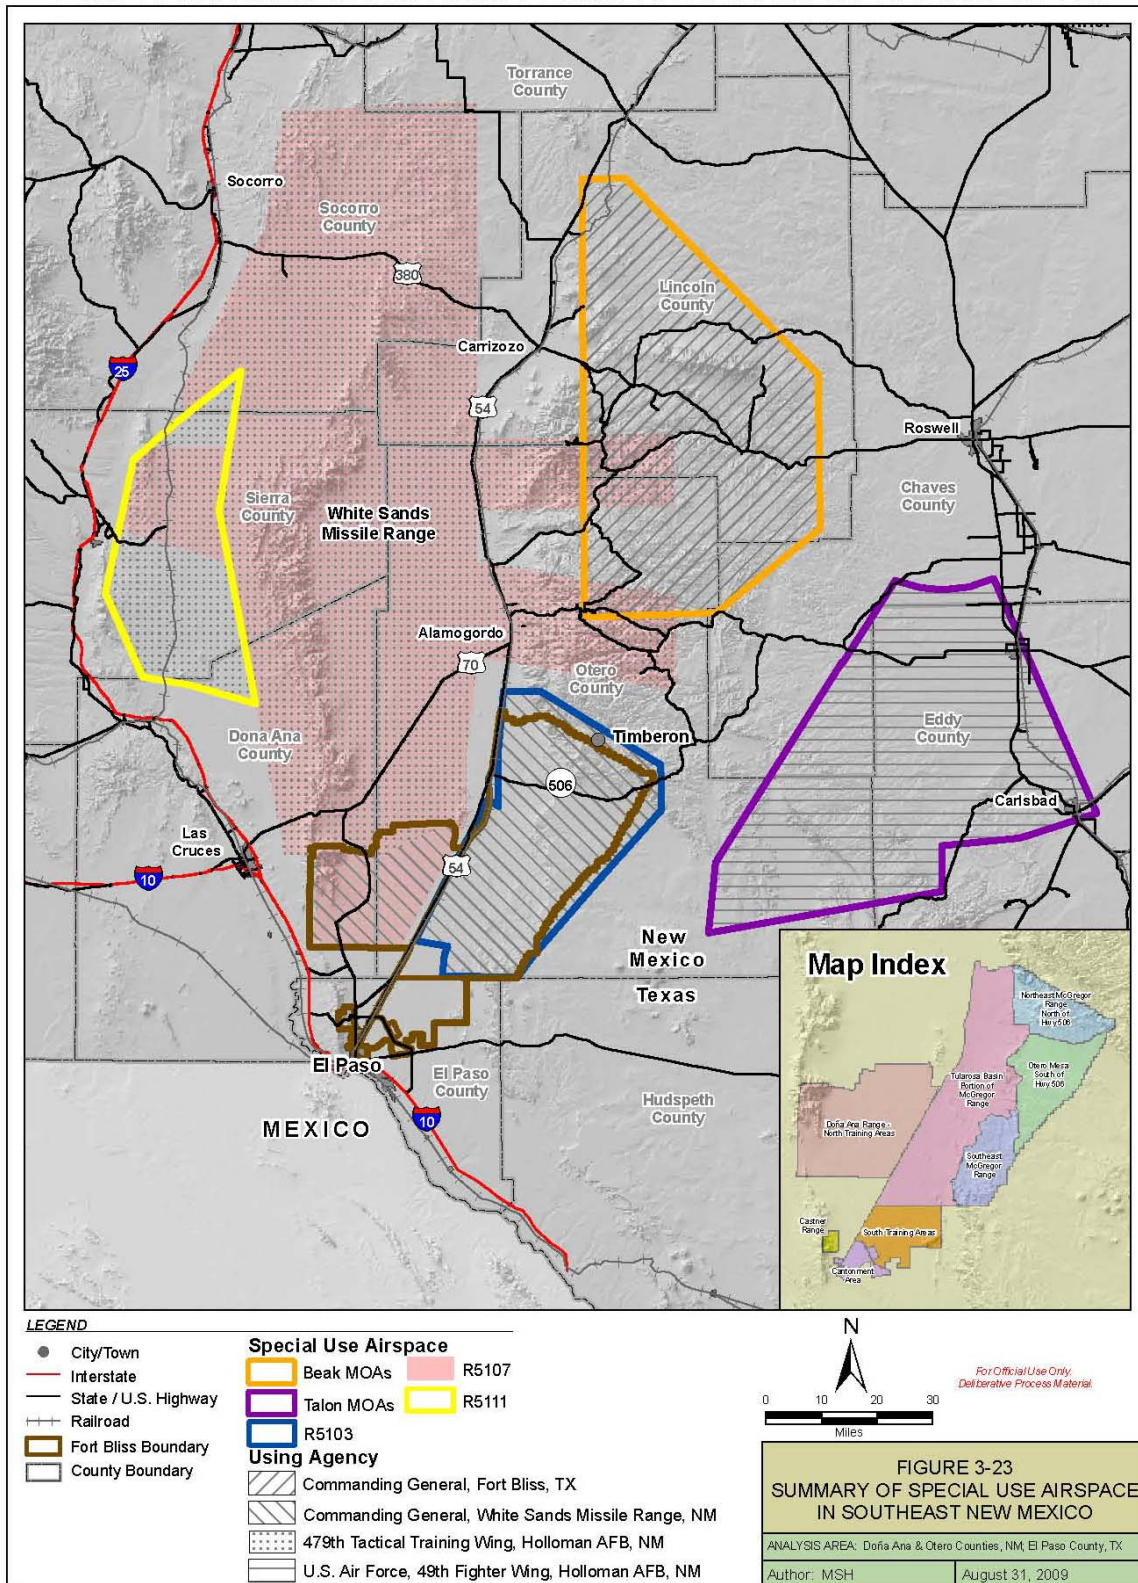 Torrance
County
Socorro
Socorro
County
380
Lincoln
County
Carrizozo
25
54
Roswell
Sierra
County
White Sands
Missile Range
Chaves
County
Alamogordo
70
Otero
County
Dona Ana
County
Timberon
Eddy
County
506
Carlsbad
Las
Cruces
54
10
New
Mexico
Texas
El Paso
El Paso
County
Hudspeth
County
MEXICO
10
Map Index
Northeast McGregor
Range
North of
Hwy 506
Otero Mesa
South of
Hwy 506
Tularosa Basin
Portion of
McGregor
Range
Doña Ana Range -
North Training Areas
Southeast
McGregor
Range
Castner
Range
South Training Areas
Cantonment
Area
LEGEND
City/Town
Interstate
State / U.S. Highway
Railroad
Fort Bliss Boundary
County Boundary
Special Use Airspace
Beak MOAs
R5107
Talon MOAs
R5111
R5103
Using Agency
Commanding General, Fort Bliss, TX
Commanding General, White Sands Missile Range, NM
479th Tactical Training Wing, Holloman AFB, NM
U.S. Air Force, 49th Fighter Wing, Holloman AFB, NM
N
0 10 20 30
Miles
For Official Use Only.
Deliberative Process Material.
FIGURE 3-23
SUMMARY OF SPECIAL USE AIRSPACE
IN SOUTHEAST NEW MEXICO
ANALYSIS AREA: Doña Ana & Otero Counties, NM; El Paso County, TX
Author: MSH
August 31, 2009